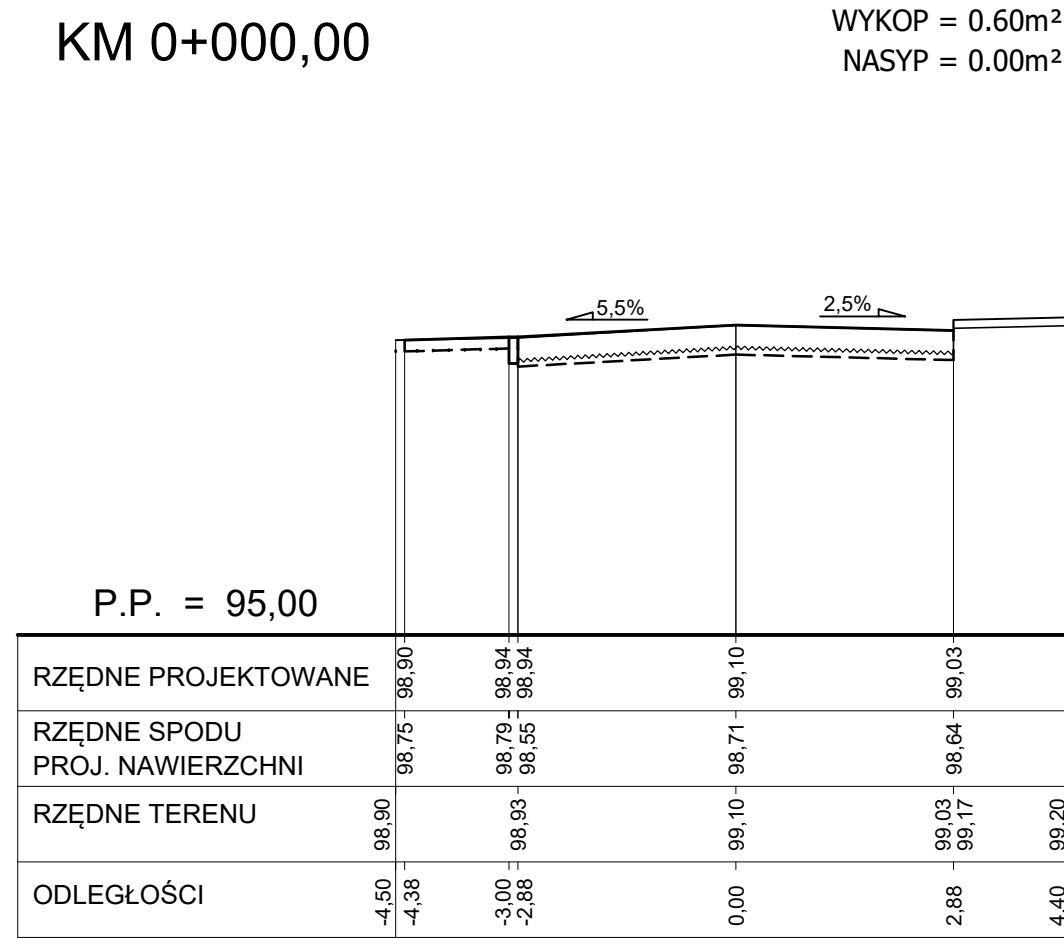 KM 0+000,00
WYKOP = 0.60m²
NASYP = 0.00m²
5,5%
2,5%
P.P. = 95,00
RZĘDNE PROJEKTOWANE 98,90 98,94 98,94 99,10 99,03
RZĘDNE SPODU
PROJ. NAWIERZCHNI 98,75 98,79 98,55 98,71 98,64
RZĘDNE TERENU 98,90 98,93 99,10 99,03 99,17 99,20
ODLEGŁOŚCI -4,50 -4,38 -3,00 -2,88 0,00 2,88 4,40